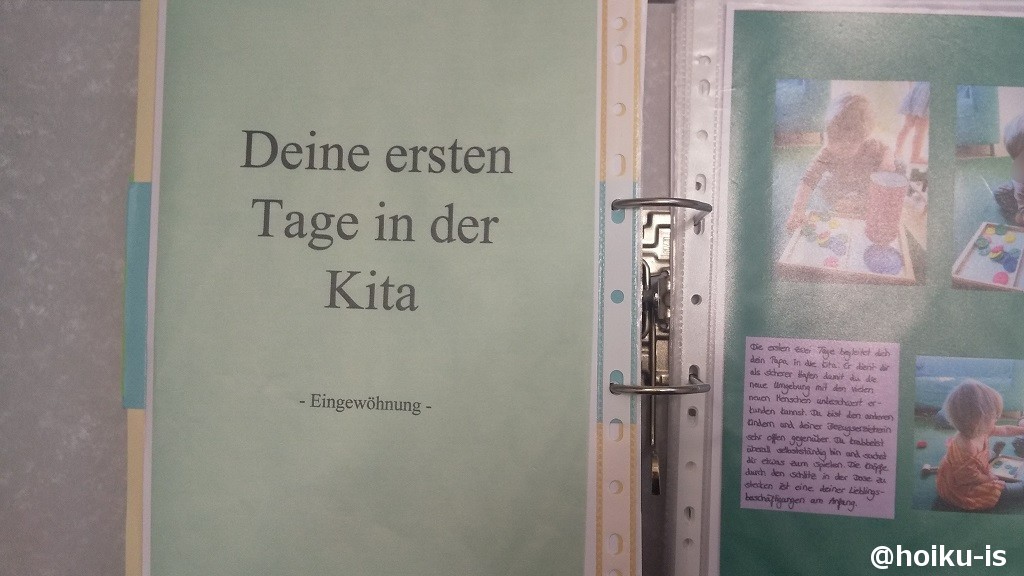 Deine ersten
Tage in der
Kita
- Eingewöhnung -
Die ersten Tage begleitet dich
dein Papa in die Kita. Er dient dir
als sicherer Hafen damit du die
neue Umgebung mit den vielen
neuen Menschen unbeschwert er-
kunden kannst. Du bist den anderen
Kindern und deiner Bezugserzieherin
sehr offen gegenüber. Du krabbelst
überall selbstständig hin und suchst
dir etwas zum spielen. Die Knöpfe
durch den Schlitz in der Dose zu
stecken ist eine deiner Lieblings-
beschäftigungen am Anfang.
@hoiku-is